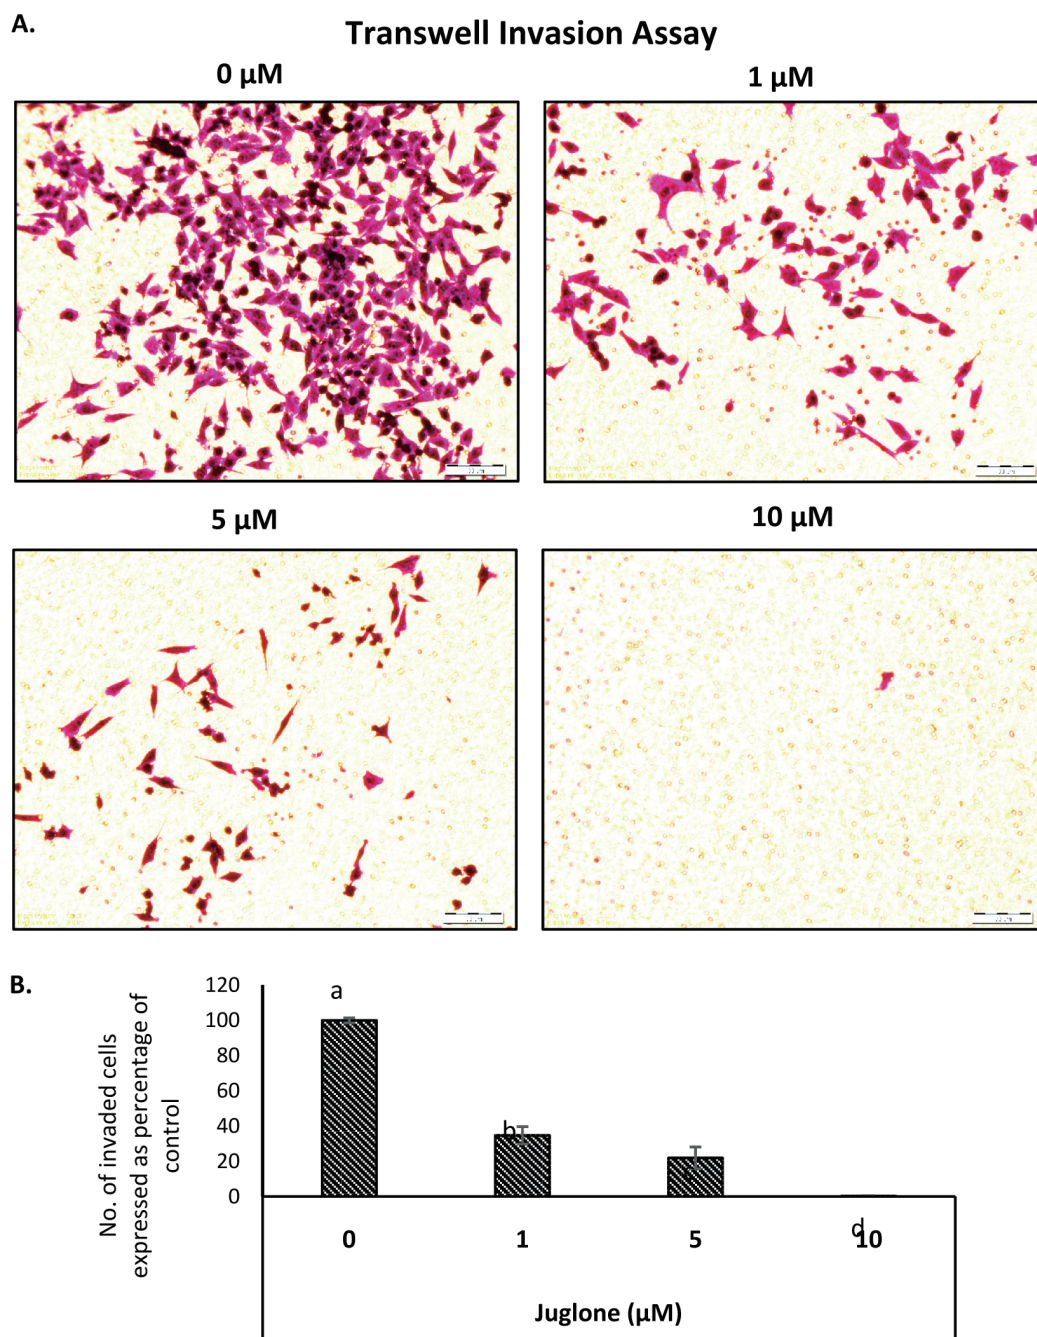 A.
Transwell Invasion Assay
0 µM
1 µM
5 µM
10 µM
B.
No. of invaded cells
expressed as percentage of
control
120
100
80
60
40
20
0
a
b
d
0
1
5
10
Juglone (µM)